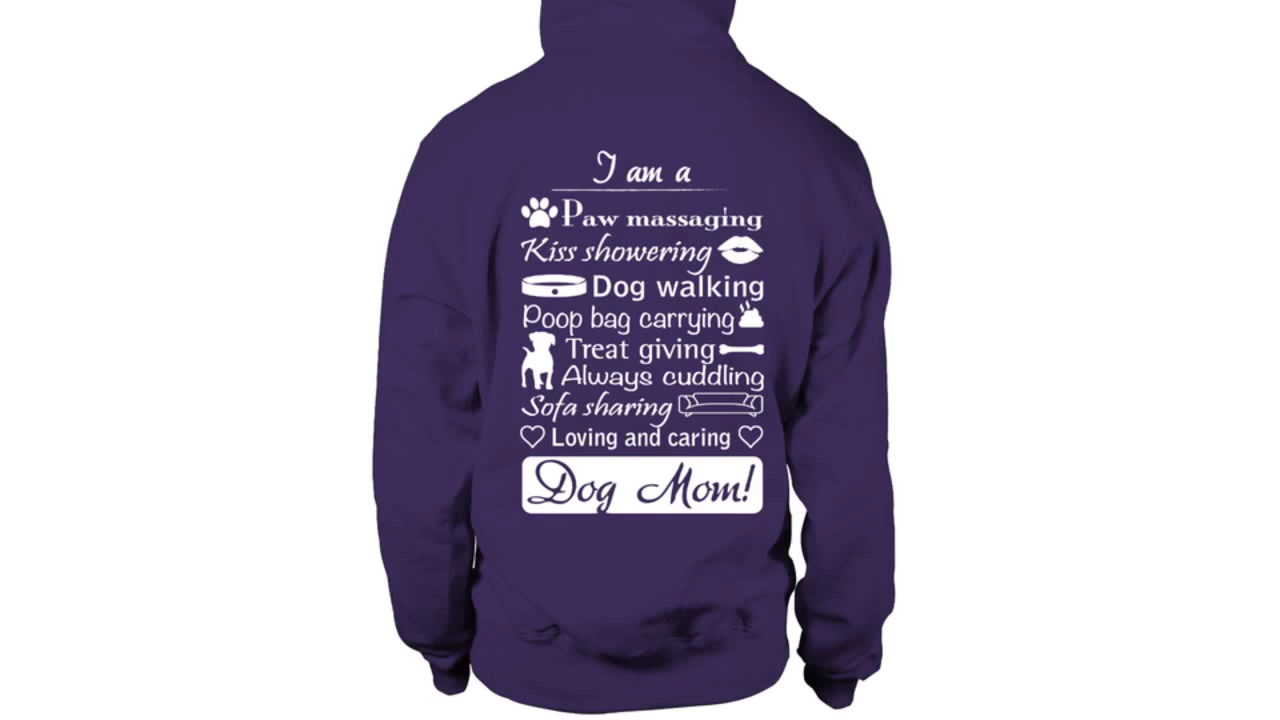 I am a
Paw massaging
Kiss showering
Dog walking
Poop bag carrying
Treat giving
Always cuddling
Sofa sharing
Loving and caring
Dog Mom!